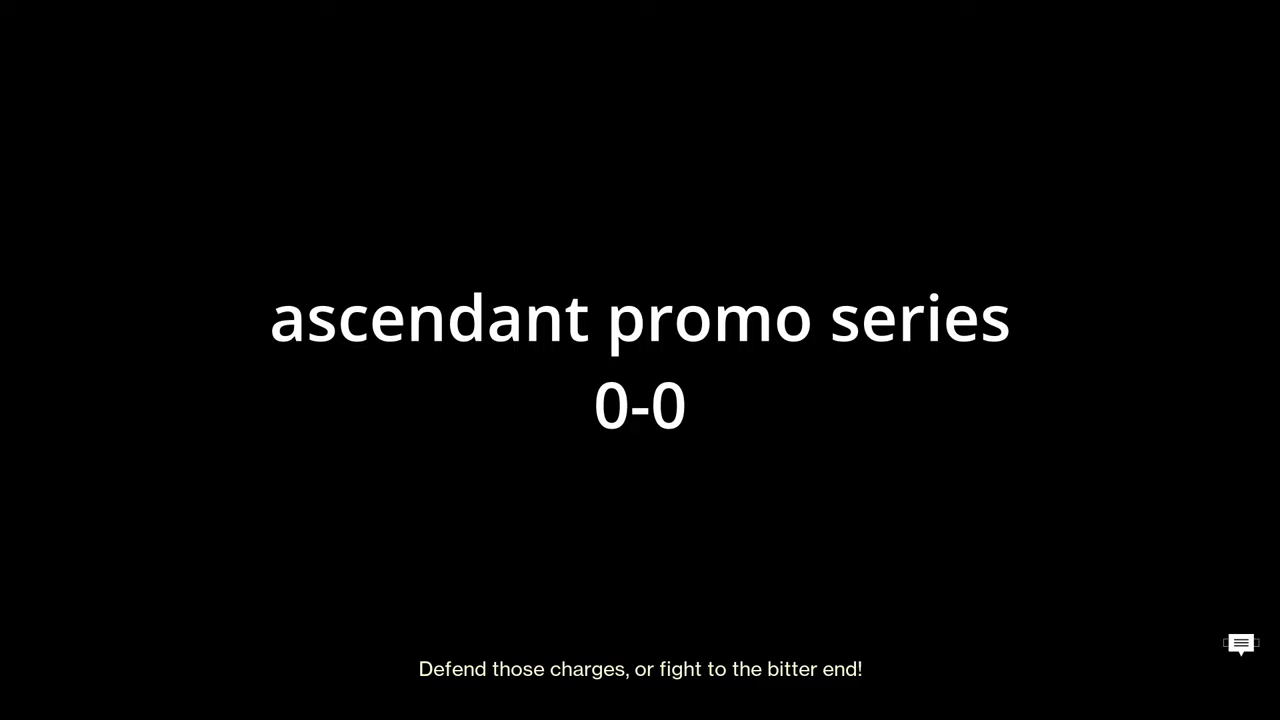 ascendant promo series
0-0
Defend those charges, or fight to the bitter end!